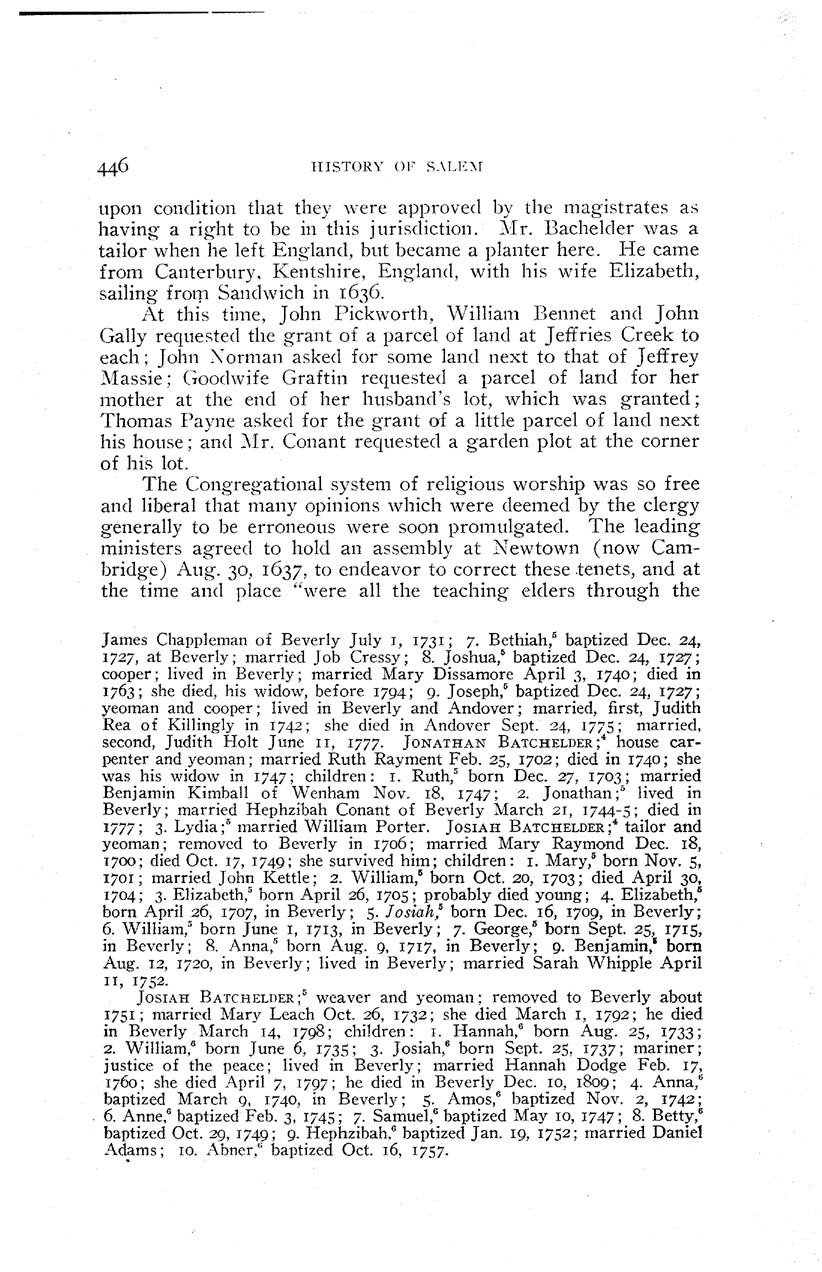 446 HISTORY OF SALEM
upon condition that they were approved by the magistrates as
having a right to be in this jurisdiction. Mr. Bachelder was a
tailor when he left England, but became a planter here. He came
from Canterbury, Kentshire, England, with his wife Elizabeth,
sailing from Sandwich in 1636.
At this time, John Pickworth, William Bennet and John
Gally requested the grant of a parcel of land at Jeffries Creek to
each; John Norman asked for some land next to that of Jeffrey
Massie; Goodwife Graftin requested a parcel of land for her
mother at the end of her husband's lot, which was granted;
Thomas Payne asked for the grant of a little parcel of land next
his house; and Mr. Conant requested a garden plot at the corner
of his lot.
The Congregational system of religious worship was so free
and liberal that many opinions which were deemed by the clergy
generally to be erroneous were soon promulgated. The leading
ministers agreed to hold an assembly at Newtown (now Cam-
bridge) Aug. 30, 1637, to endeavor to correct these tenets, and at
the time and place "were all the teaching elders through the
James Chappleman of Beverly July 1, 1731; 7. Bethiah,⁵ baptized Dec. 24,
1727, at Beverly; married Job Cressy; 8. Joshua,⁵ baptized Dec. 24, 1727;
cooper; lived in Beverly; married Mary Dissamore April 3, 1740; died in
1763; she died, his widow, before 1794; 9. Joseph,⁵ baptized Dec. 24, 1727;
yeoman and cooper; lived in Beverly and Andover; married, first, Judith
Rea of Killingly in 1742; she died in Andover Sept. 24, 1775; married,
second, Judith Holt June 11, 1777. JONATHAN BATCHELDER;⁴ house car-
penter and yeoman; married Ruth Rayment Feb. 25, 1702; died in 1740; she
was his widow in 1747; children: 1. Ruth,⁵ born Dec. 27, 1703; married
Benjamin Kimball of Wenham Nov. 18, 1747; 2. Jonathan;⁵ lived in
Beverly; married Hephzibah Conant of Beverly March 21, 1744-5; died in
1777; 3. Lydia;⁵ married William Porter. JOSIAH BATCHELDER;⁴ tailor and
yeoman; removed to Beverly in 1706; married Mary Raymond Dec. 18,
1700; died Oct. 17, 1749; she survived him; children: 1. Mary,⁵ born Nov. 5,
1701; married John Kettle; 2. William,⁵ born Oct. 20, 1703; died April 30,
1704; 3. Elizabeth,⁵ born April 26, 1705; probably died young; 4. Elizabeth,⁵
born April 26, 1707, in Beverly; 5. Josiah,⁵ born Dec. 16, 1709, in Beverly;
6. William,⁵ born June 1, 1713, in Beverly; 7. George,⁵ born Sept. 25, 1715,
in Beverly; 8. Anna,⁵ born Aug. 9, 1717, in Beverly; 9. Benjamin,⁵ born
Aug. 12, 1720, in Beverly; lived in Beverly; married Sarah Whipple April
11, 1752.
JOSIAH BATCHELDER;⁵ weaver and yeoman; removed to Beverly about
1751; married Mary Leach Oct. 26, 1732; she died March 1, 1792; he died
in Beverly March 14, 1798; children: 1. Hannah,⁶ born Aug. 25, 1733;
2. William,⁶ born June 6, 1735; 3. Josiah,⁶ born Sept. 25, 1737; mariner;
justice of the peace; lived in Beverly; married Hannah Dodge Feb. 17,
1760; she died April 7, 1797; he died in Beverly Dec. 10, 1809; 4. Anna,⁶
baptized March 9, 1740, in Beverly; 5. Amos,⁶ baptized Nov. 2, 1742;
6. Anne,⁶ baptized Feb. 3, 1745; 7. Samuel,⁶ baptized May 10, 1747; 8. Betty,⁶
baptized Oct. 29, 1749; 9. Hephzibah,⁶ baptized Jan. 19, 1752; married Daniel
Adams; 10. Abner,⁶ baptized Oct. 16, 1757.